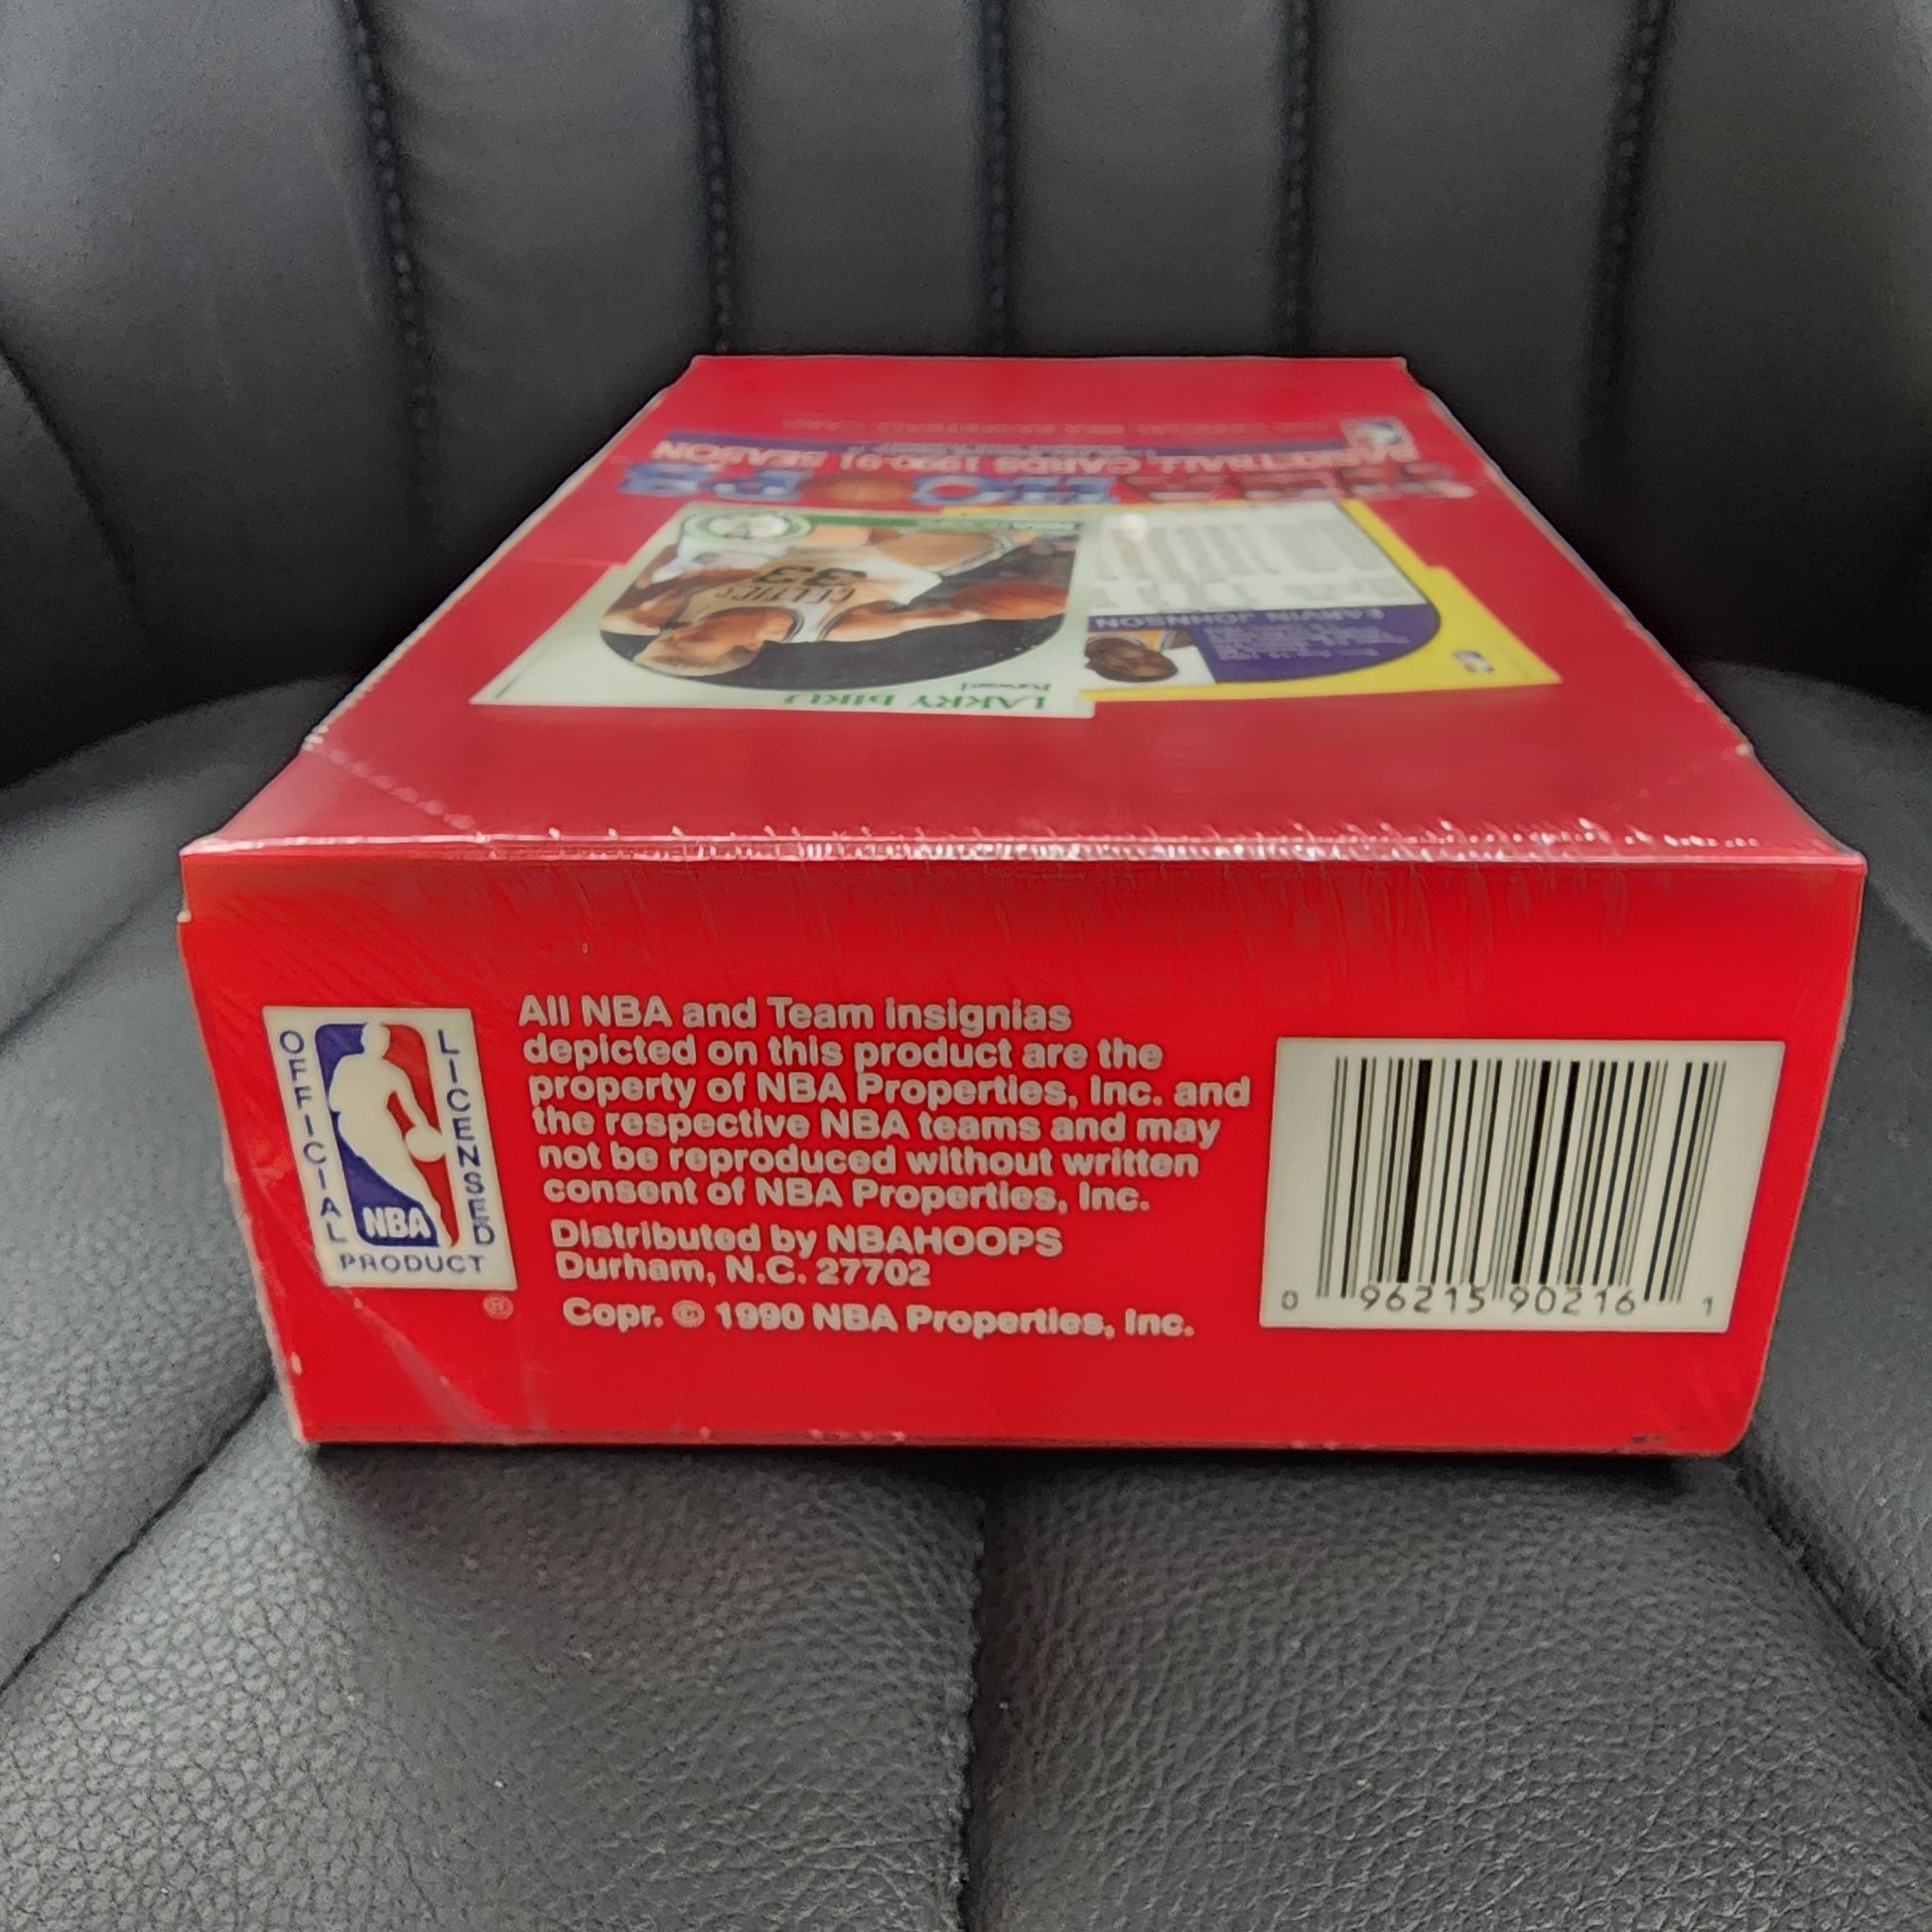 BASKETBALL CARDS 1990-91 SEASON
HOOPS
CELTICS
33
EARVIN JOHNSON
LARRY BIRD
Forward
OFFICIAL
LICENSED
NBA
PRODUCT
®
All NBA and Team insignias
depicted on this product are the
property of NBA Properties, Inc. and
the respective NBA teams and may
not be reproduced without written
consent of NBA Properties, Inc.
Distributed by NBAHOOPS
Durham, N.C. 27702
Copr. © 1990 NBA Properties, Inc.
0 96215 90216 1